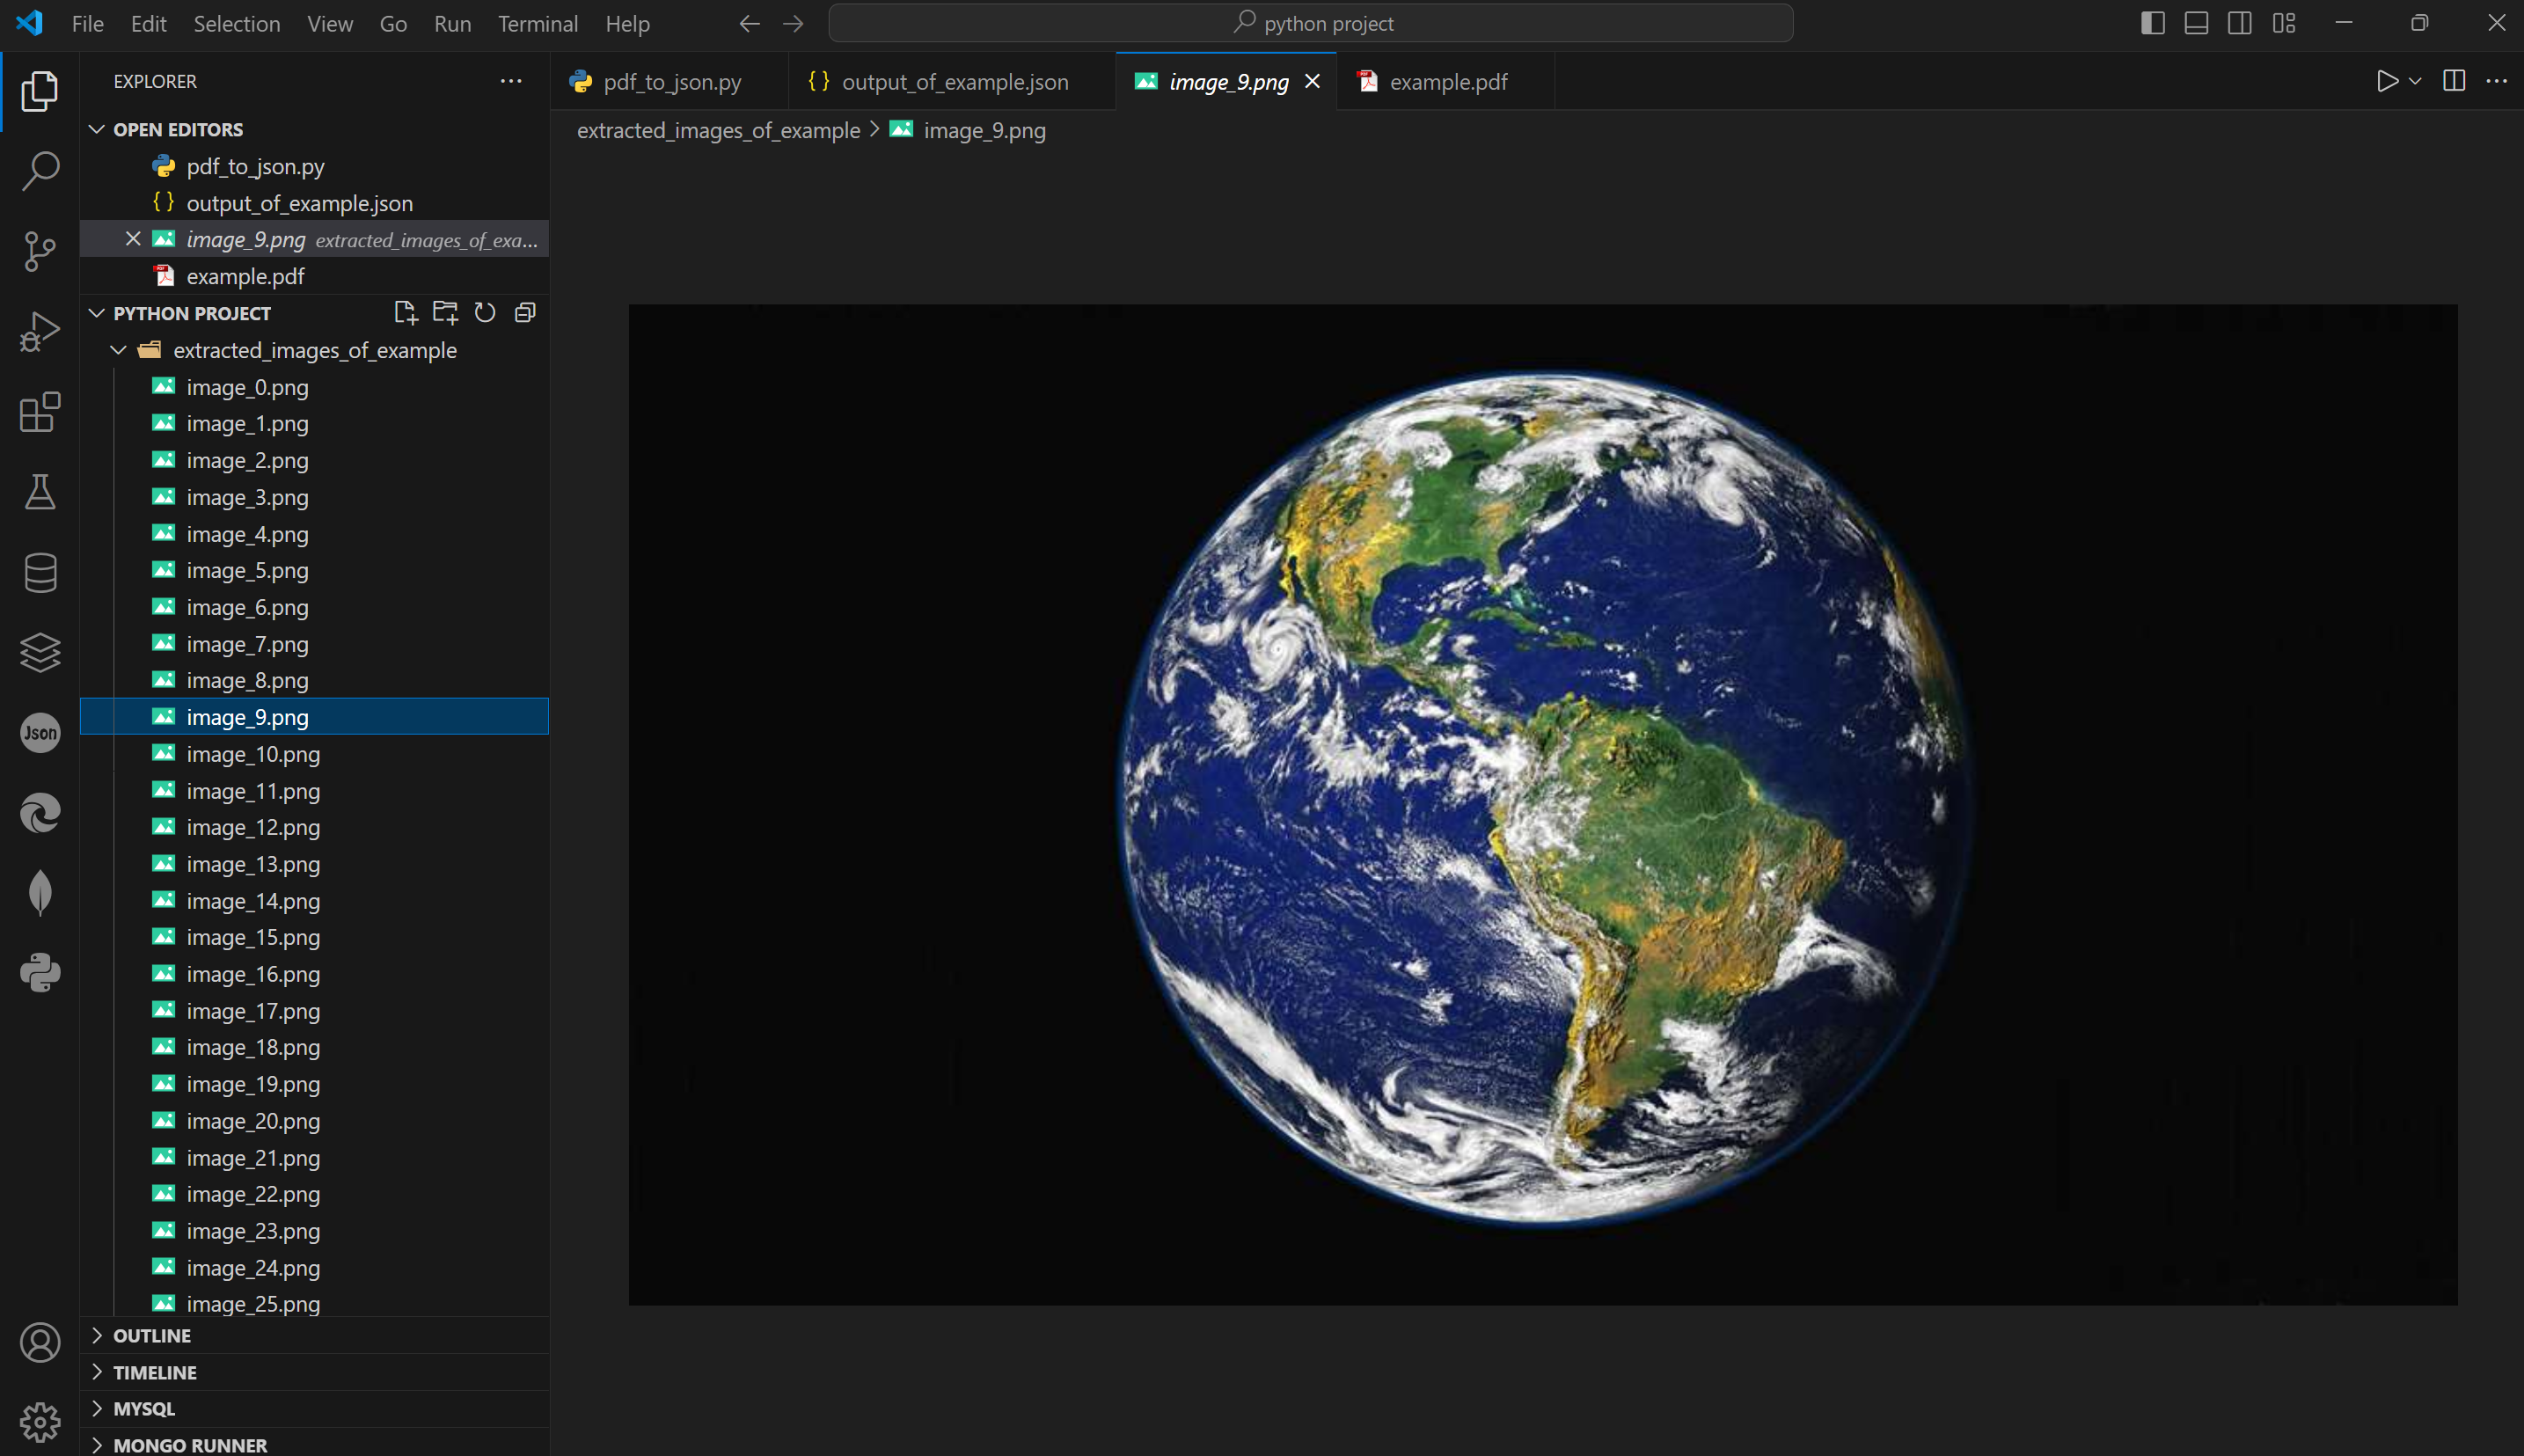 File Edit Selection View Go Run Terminal Help python project
EXPLORER
pdf_to_json.py output_of_example.json image_9.png example.pdf
extracted_images_of_example image_9.png
OPEN EDITORS
pdf_to_json.py
output_of_example.json
image_9.png extracted_images_of_exa...
example.pdf
PYTHON PROJECT
extracted_images_of_example
image_0.png
image_1.png
image_2.png
image_3.png
image_4.png
image_5.png
image_6.png
image_7.png
image_8.png
image_9.png
image_10.png
image_11.png
image_12.png
image_13.png
image_14.png
image_15.png
image_16.png
image_17.png
image_18.png
image_19.png
image_20.png
image_21.png
image_22.png
image_23.png
image_24.png
image_25.png
OUTLINE
TIMELINE
MYSQL
MONGO RUNNER
Json